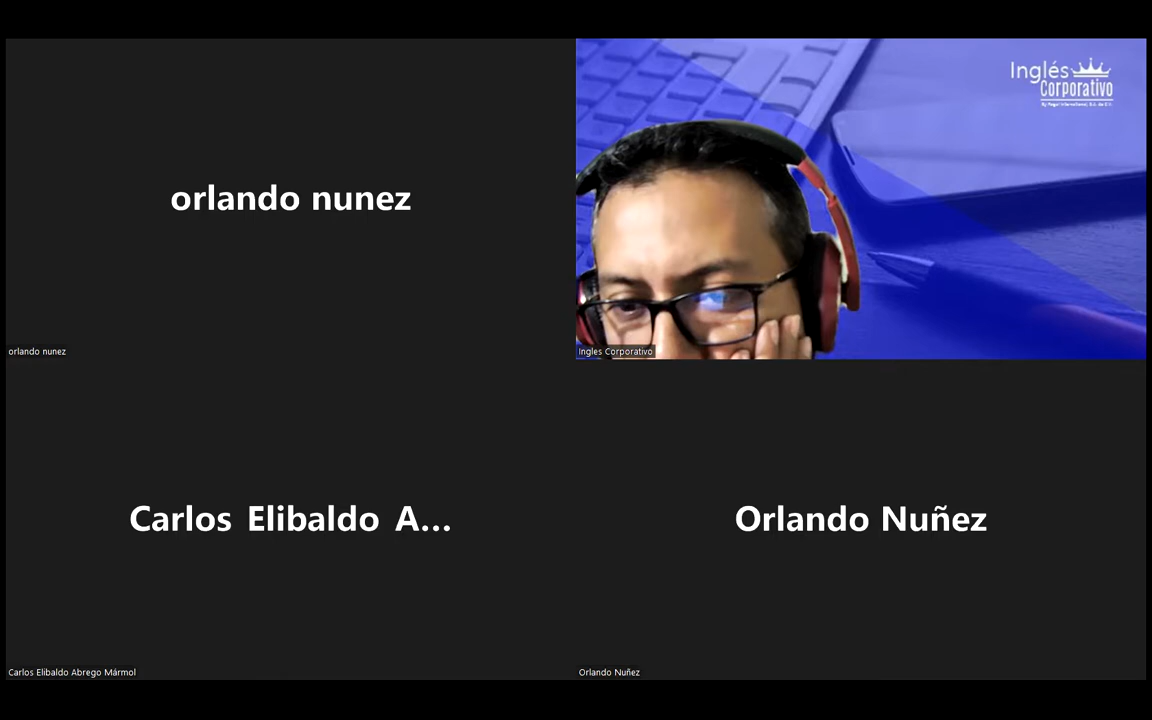 orlando nunez
orlando nunez
Inglés
Corporativo
Ingles Corporativo
Carlos Elibaldo A...
Carlos Elibaldo Abrego Mármol
Orlando Nuñez
Orlando Nuñez